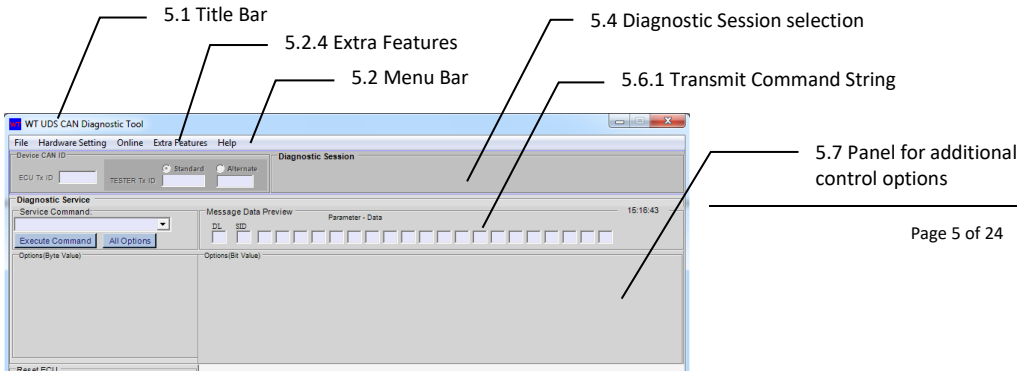 5.1 Title Bar
5.4 Diagnostic Session selection
5.2.4 Extra Features
5.2 Menu Bar
5.6.1 Transmit Command String
WT UDS CAN Diagnostic Tool
File Hardware Setting Online Extra Features Help
Device CAN ID
Diagnostic Session
Standard Alternate
ECU Tx ID
TESTER Tx ID
5.7 Panel for additional
control options
Diagnostic Service
Service Command:
Message Data Preview
Parameter - Data
15:16:43
DL SID
Execute Command All Options
Page 5 of 24
Options(Byte Value)
Options(Bit Value)
Reset ECU